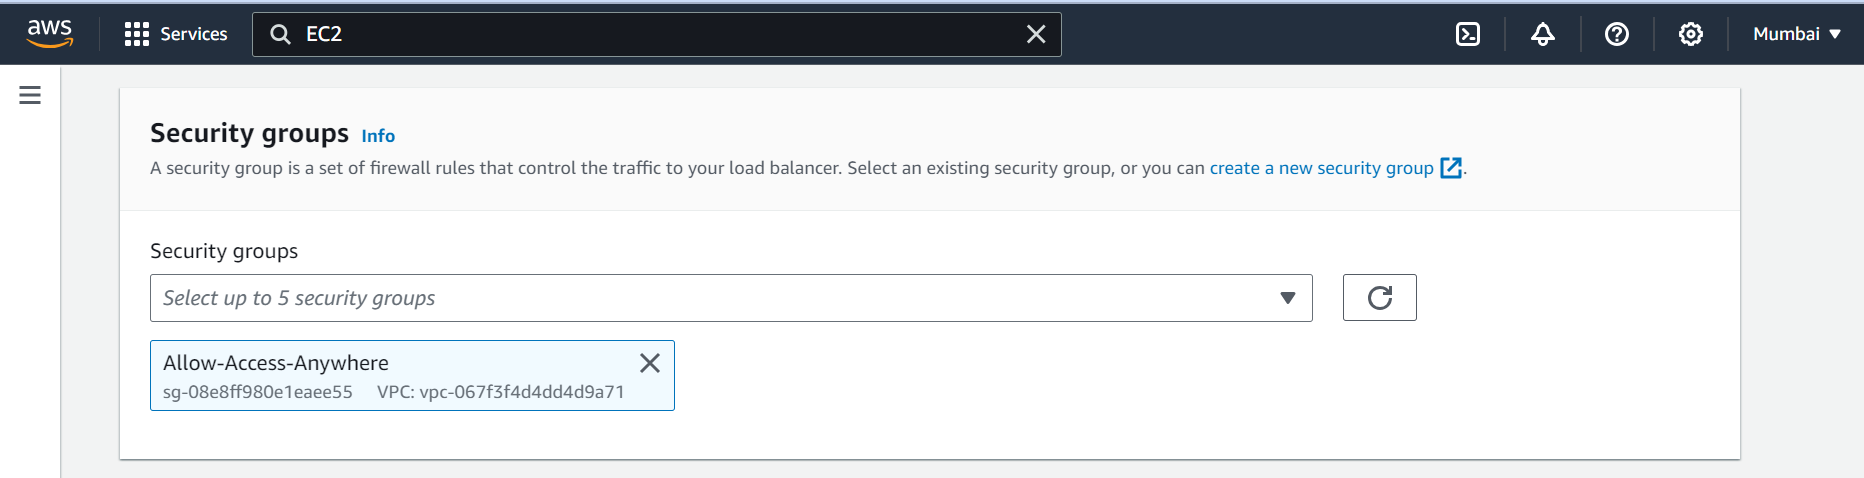 aws Services EC2 Mumbai
Security groups Info
A security group is a set of firewall rules that control the traffic to your load balancer. Select an existing security group, or you can create a new security group.
Security groups
Select up to 5 security groups
Allow-Access-Anywhere
sg-08e8ff980e1eaee55 VPC: vpc-067f3f4d4dd4d9a71